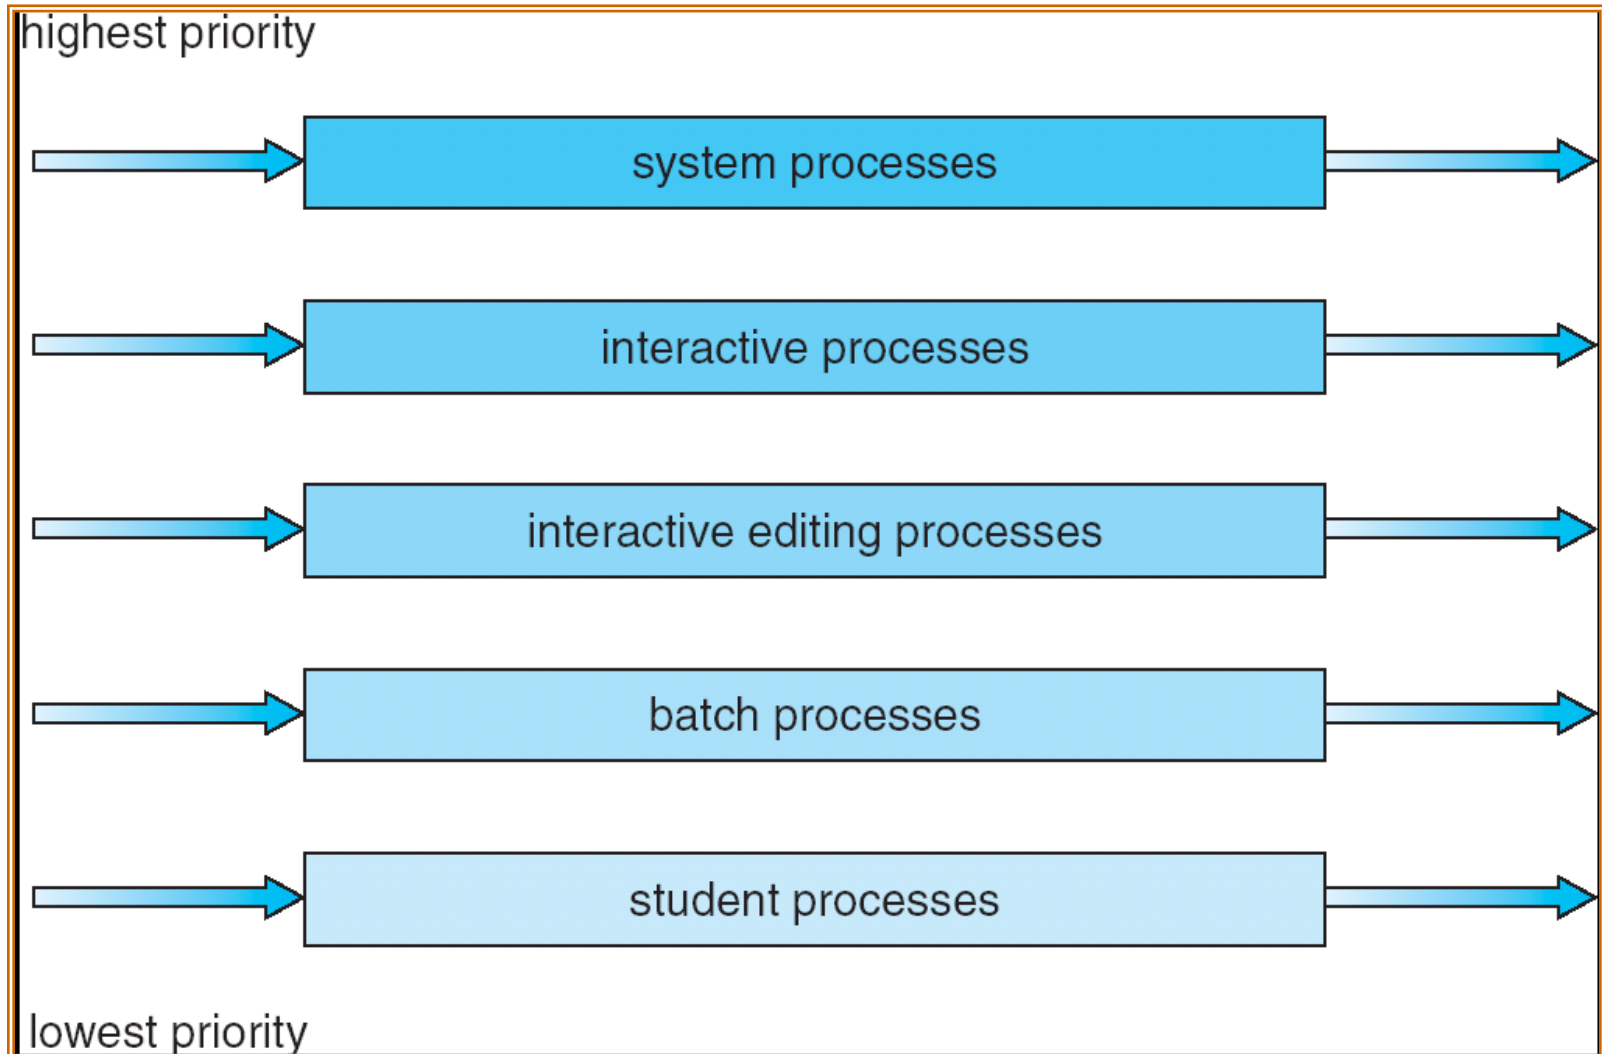 highest priority
system processes
interactive processes
interactive editing processes
batch processes
student processes
lowest priority